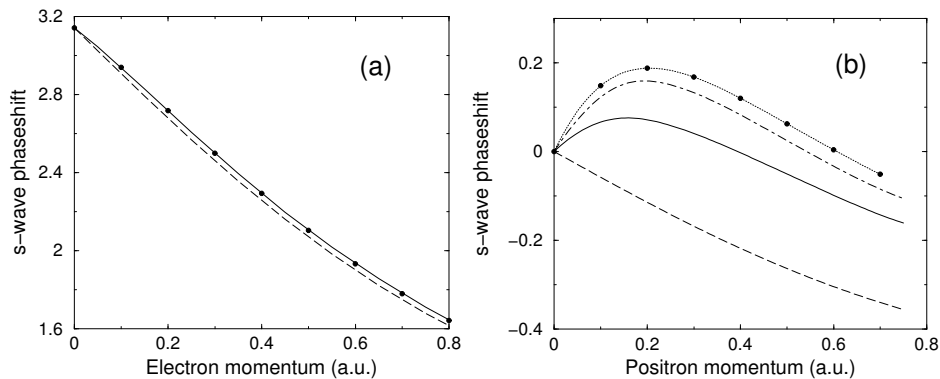 3.2
2.8
2.4
2
1.6
s-wave phaseshift
(a)
0 0.2 0.4 0.6 0.8
Electron momentum (a.u.)
0.2
0
−0.2
−0.4
s-wave phaseshift
(b)
0 0.2 0.4 0.6 0.8
Positron momentum (a.u.)